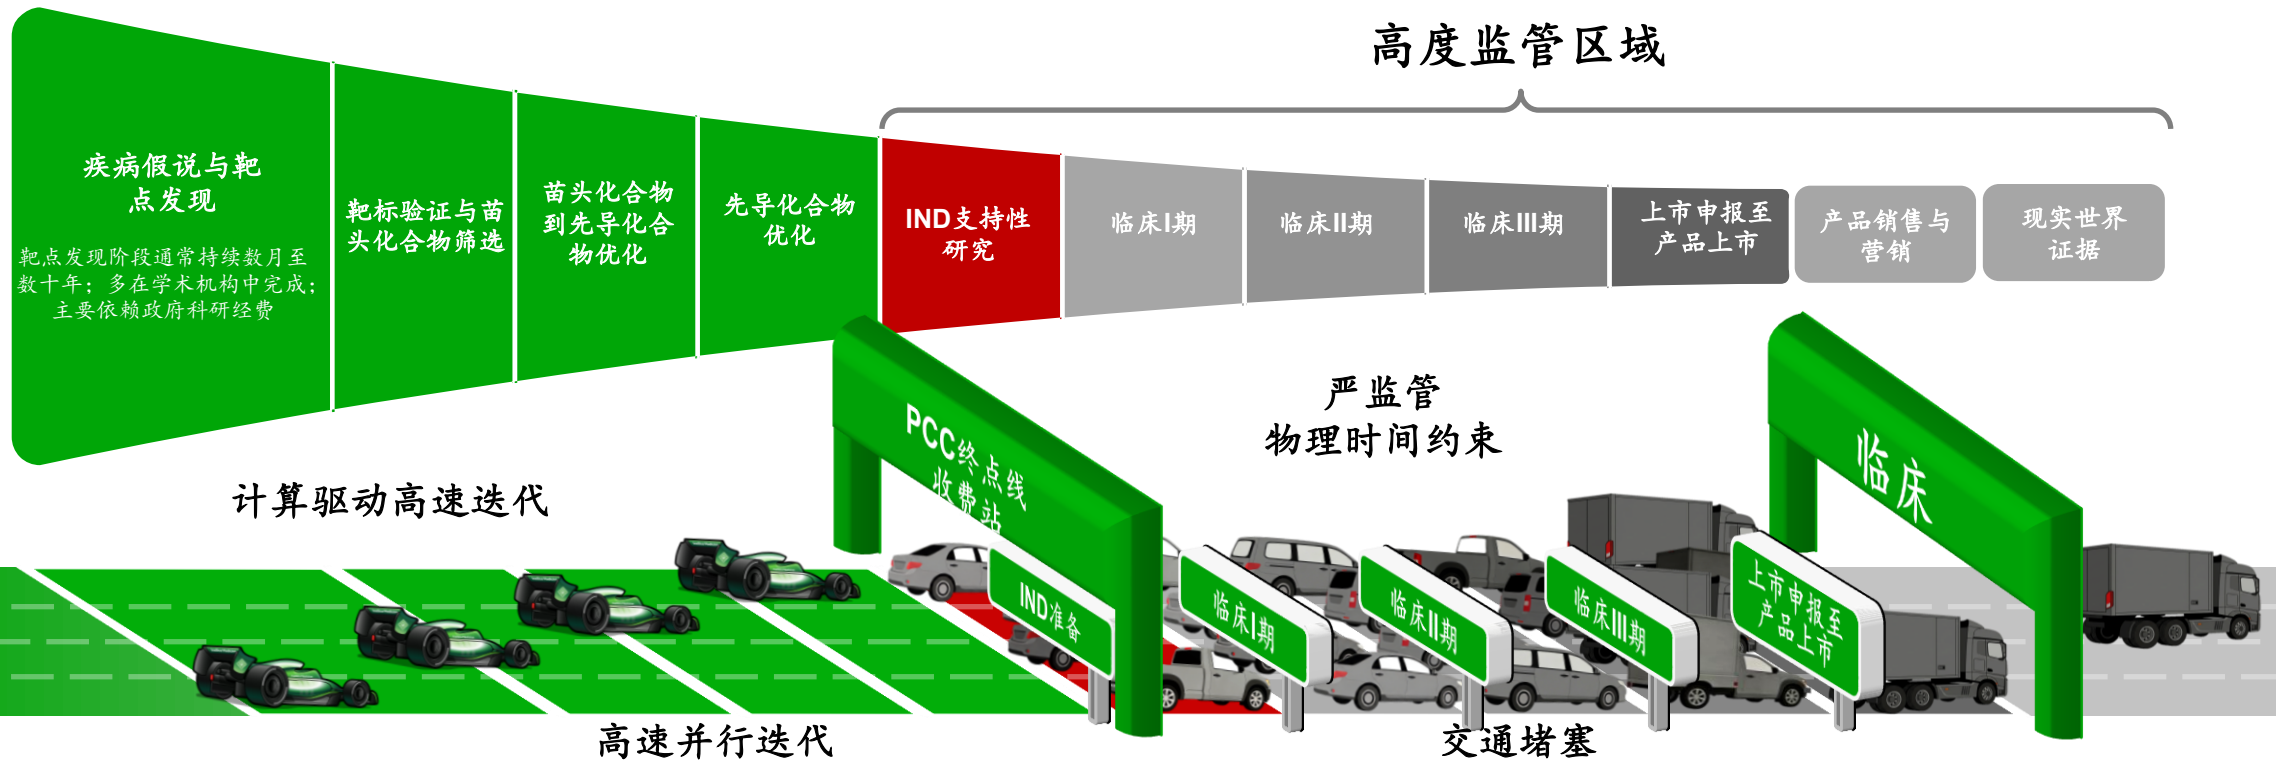 高度监管区域
疾病假说与靶
点发现
靶点发现阶段通常持续数月至
数十年；多在学术机构中完成；
主要依赖政府科研经费
靶标验证与苗
头化合物筛选
苗头化合物
到先导化合
物优化
先导化合物
优化
IND支持性
研究
临床I期
临床II期
临床III期
上市申报至
产品上市
产品销售与
营销
现实世界
证据
计算驱动高速迭代
严监管
物理时间约束
PCC终点线
收费站
临床
IND准备
临床I期
临床II期
临床III期
上市申报至
产品上市
高速并行迭代
交通堵塞